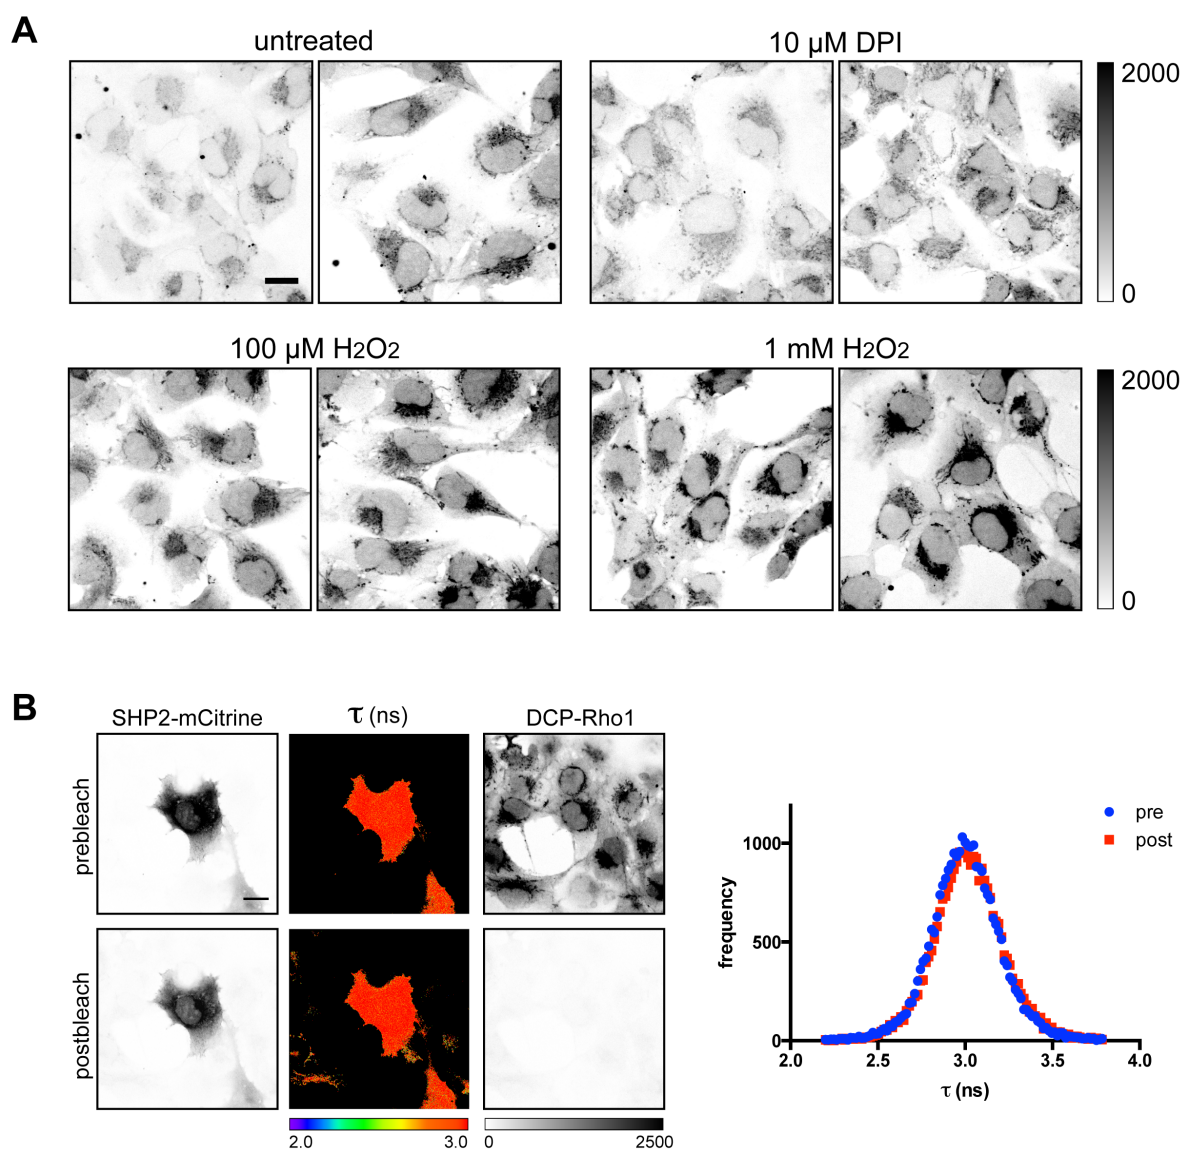 A
untreated
10 µM DPI
2000
0
100 µM H2O2
1 mM H2O2
2000
0
B
SHP2-mCitrine
τ (ns)
DCP-Rho1
prebleach
postbleach
2.0
3.0
0
2500
pre
post
frequency
1000
500
0
2.0
2.5
3.0
3.5
4.0
τ (ns)